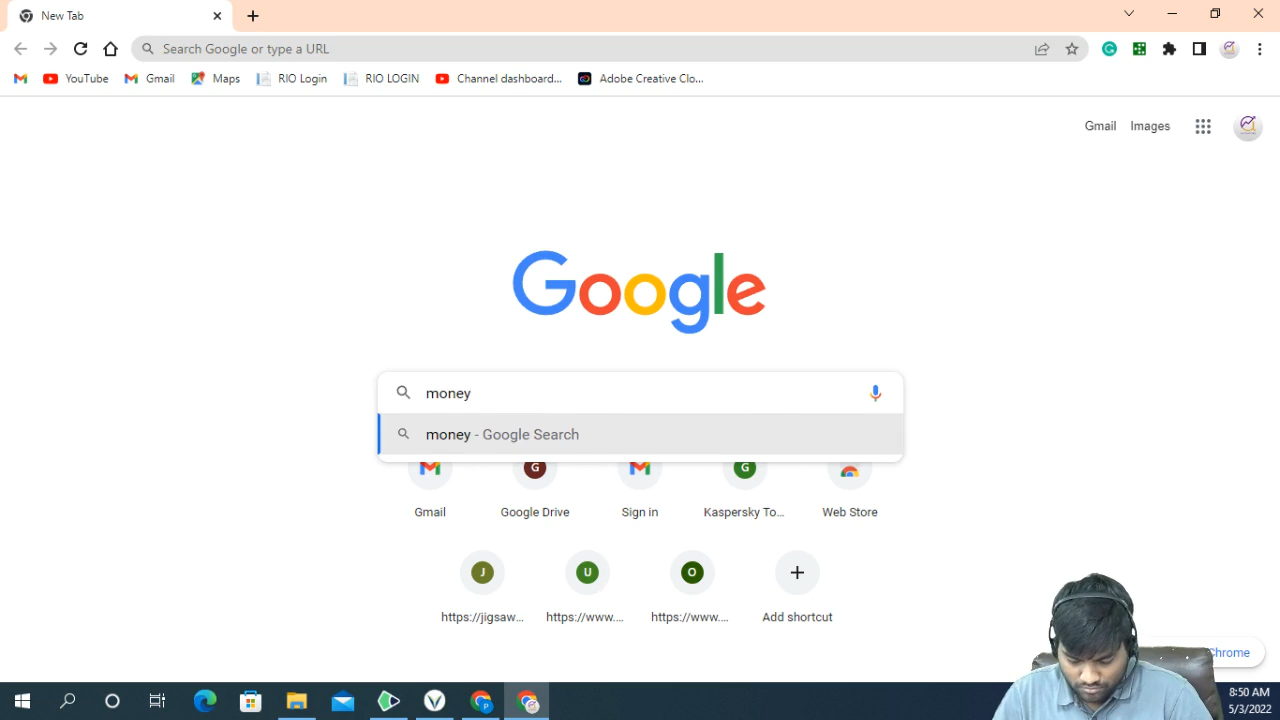 New Tab
Search Google or type a URL
YouTube
Gmail
Maps
RIO Login
RIO LOGIN
Channel dashboard...
Adobe Creative Clo...
Gmail
Images
Google
money
money - Google Search
G
G
Gmail
Google Drive
Sign in
Kaspersky To...
Web Store
J
U
O
https://jigsaw...
https://www....
https://www....
Add shortcut
Chrome
P
8:50 AM
5/3/2022